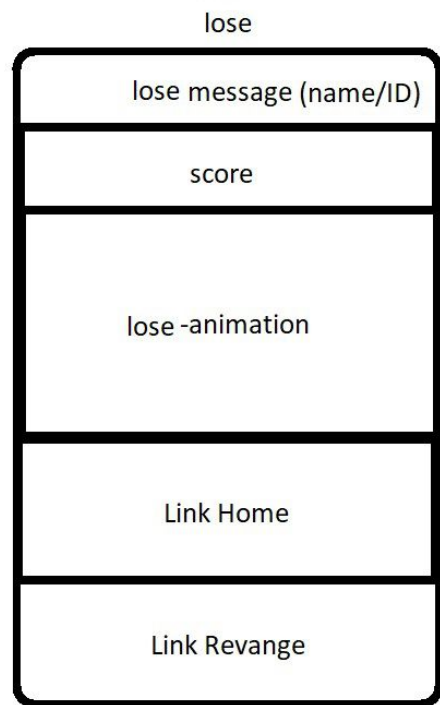 lose
lose message (name/ID)
score
lose -animation
Link Home
Link Revange